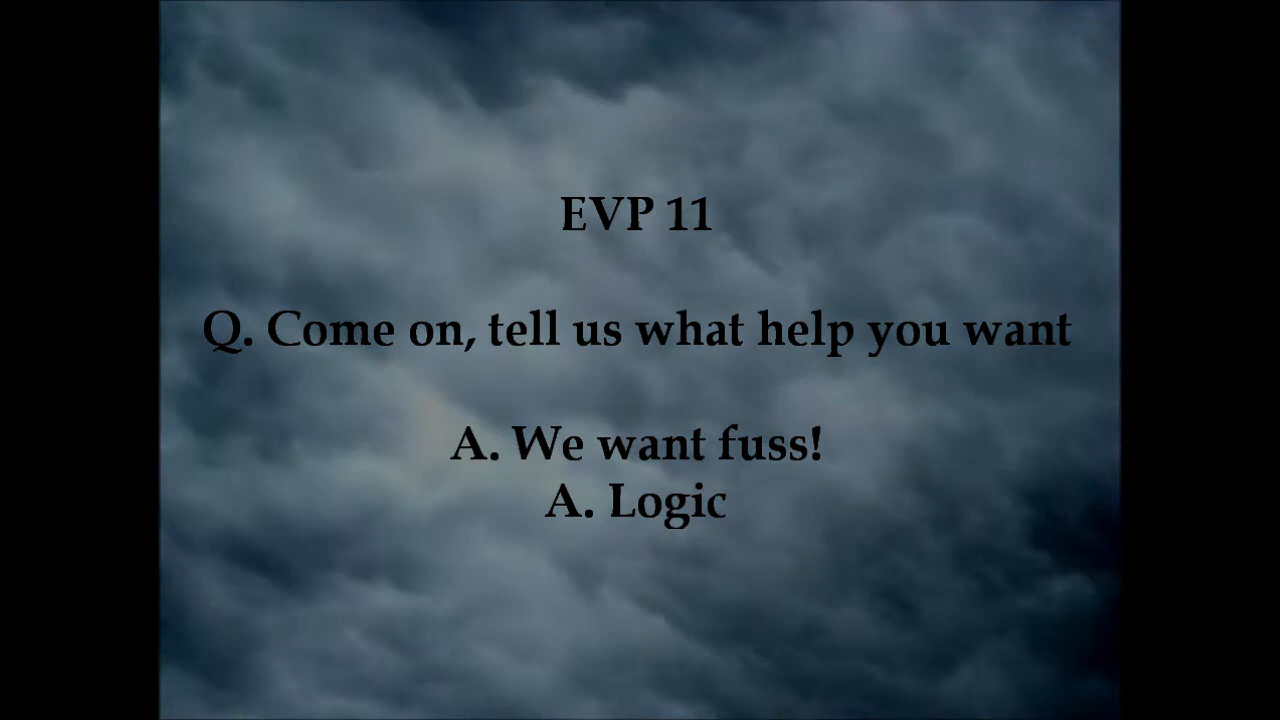 EVP 11
Q. Come on, tell us what help you want
A. We want fuss!
A. Logic